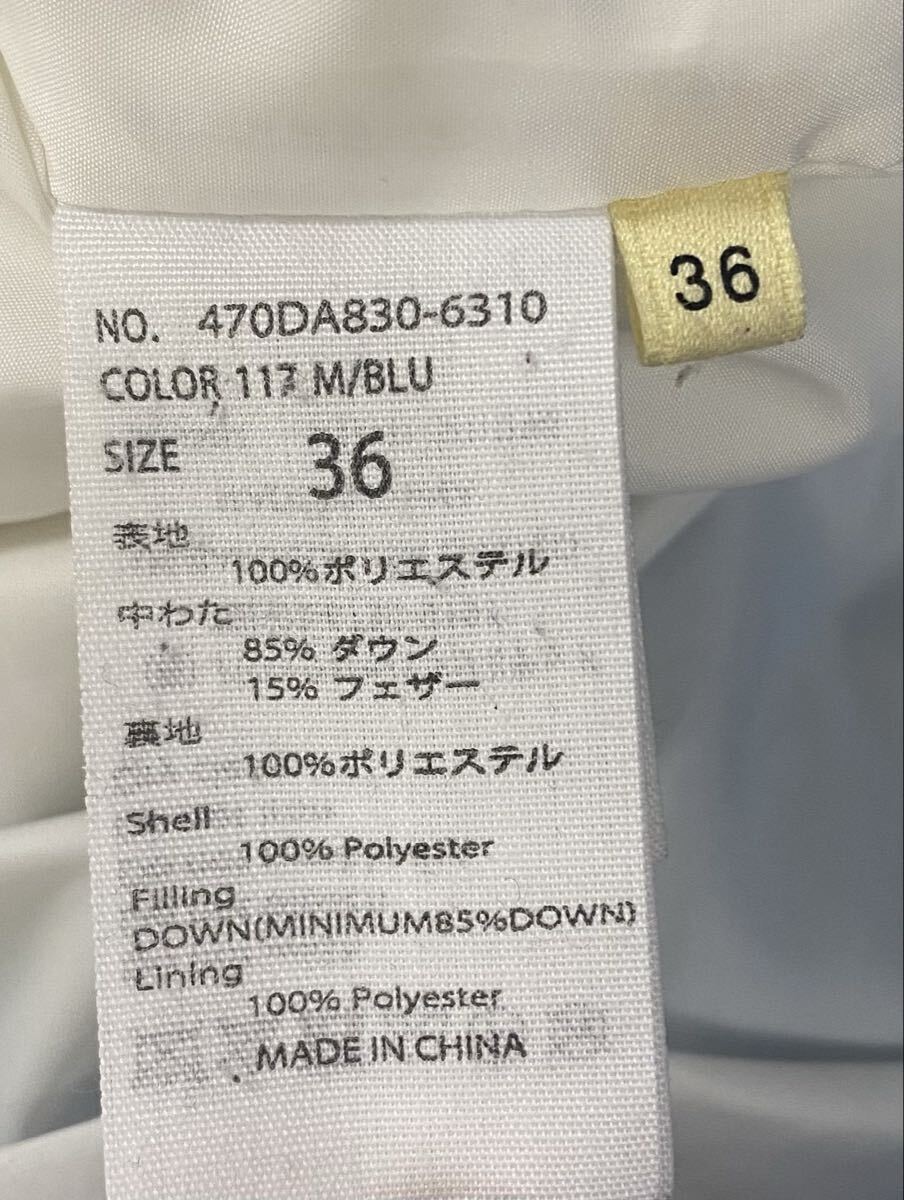 36
NO. 470DA830-6310
COLOR 117 M/BLU
SIZE 36
表地
100%ポリエステル
中わた
85% ダウン
15% フェザー
裏地
100%ポリエステル
Shell
100% Polyester
Filling
DOWN(MINIMUM85%DOWN)
Lining
100% Polyester
MADE IN CHINA